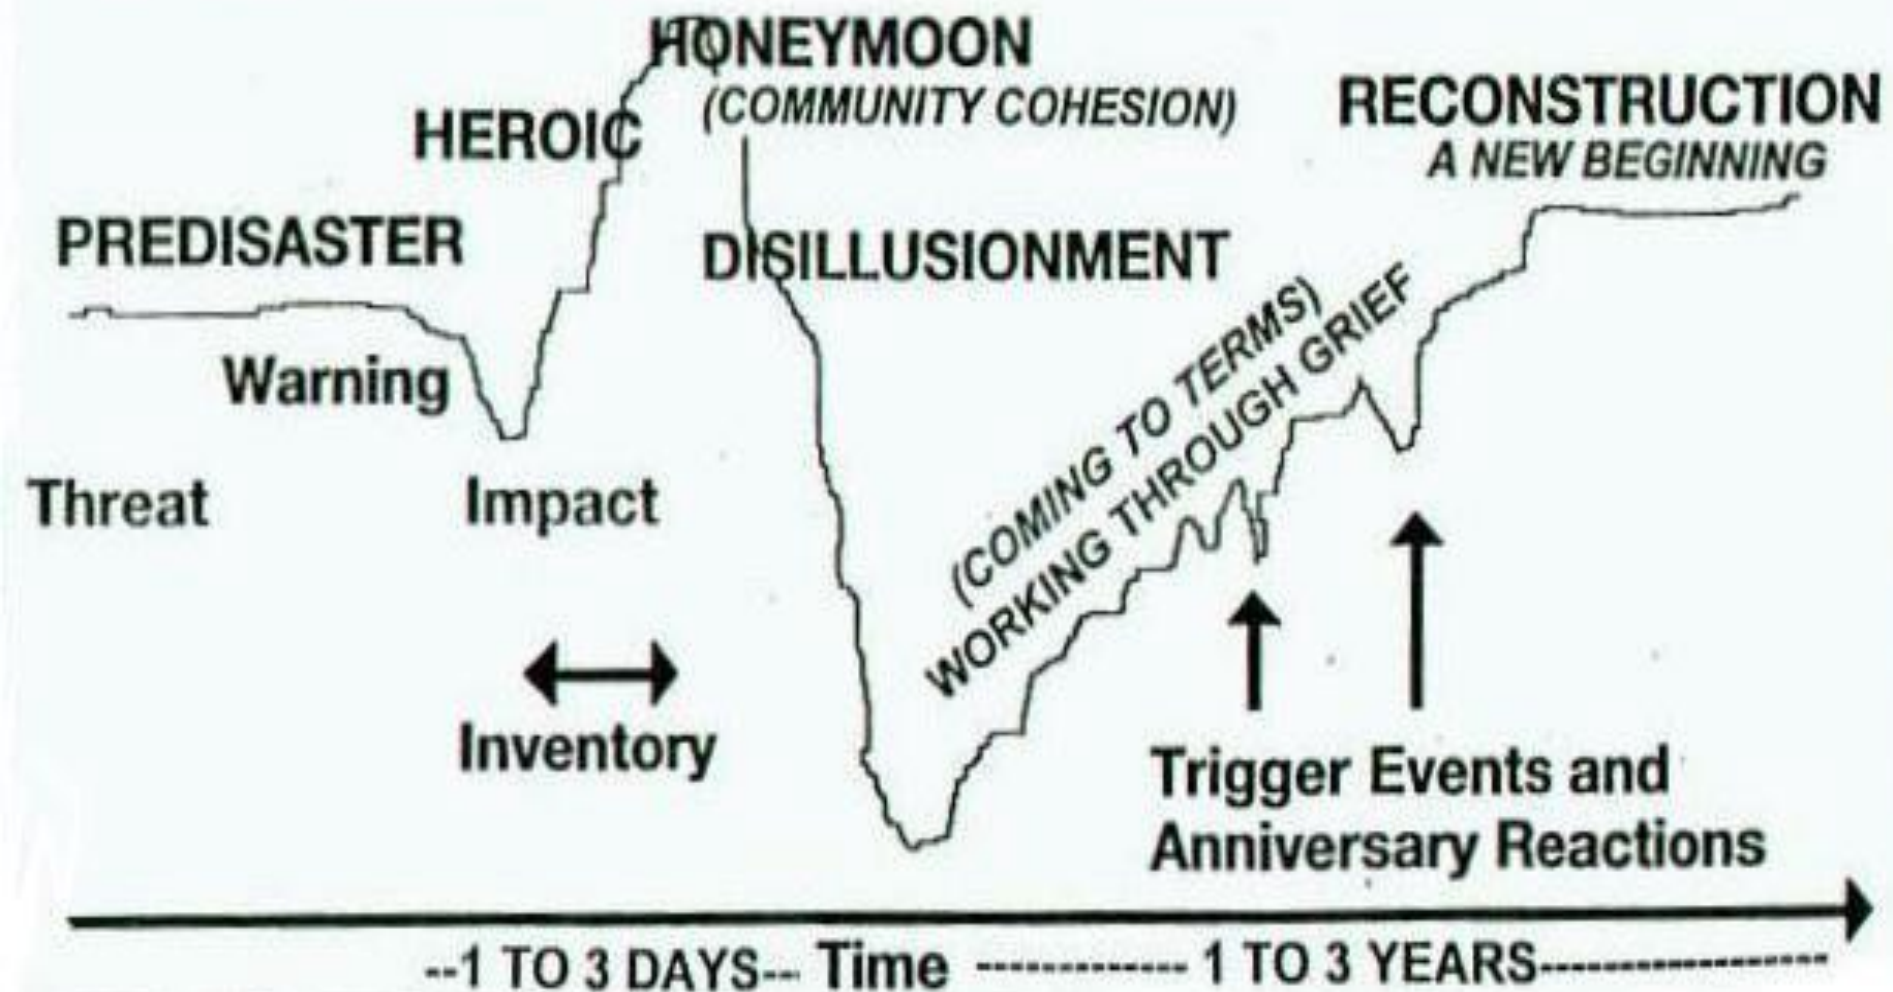 HONEYMOON
(COMMUNITY COHESION)
HEROIC
RECONSTRUCTION
A NEW BEGINNING
PREDISASTER
DISILLUSIONMENT
Warning
(COMING TO TERMS)
WORKING THROUGH GRIEF
Threat
Impact
Inventory
Trigger Events and
Anniversary Reactions
--1 TO 3 DAYS--- Time ------------- 1 TO 3 YEARS------------------